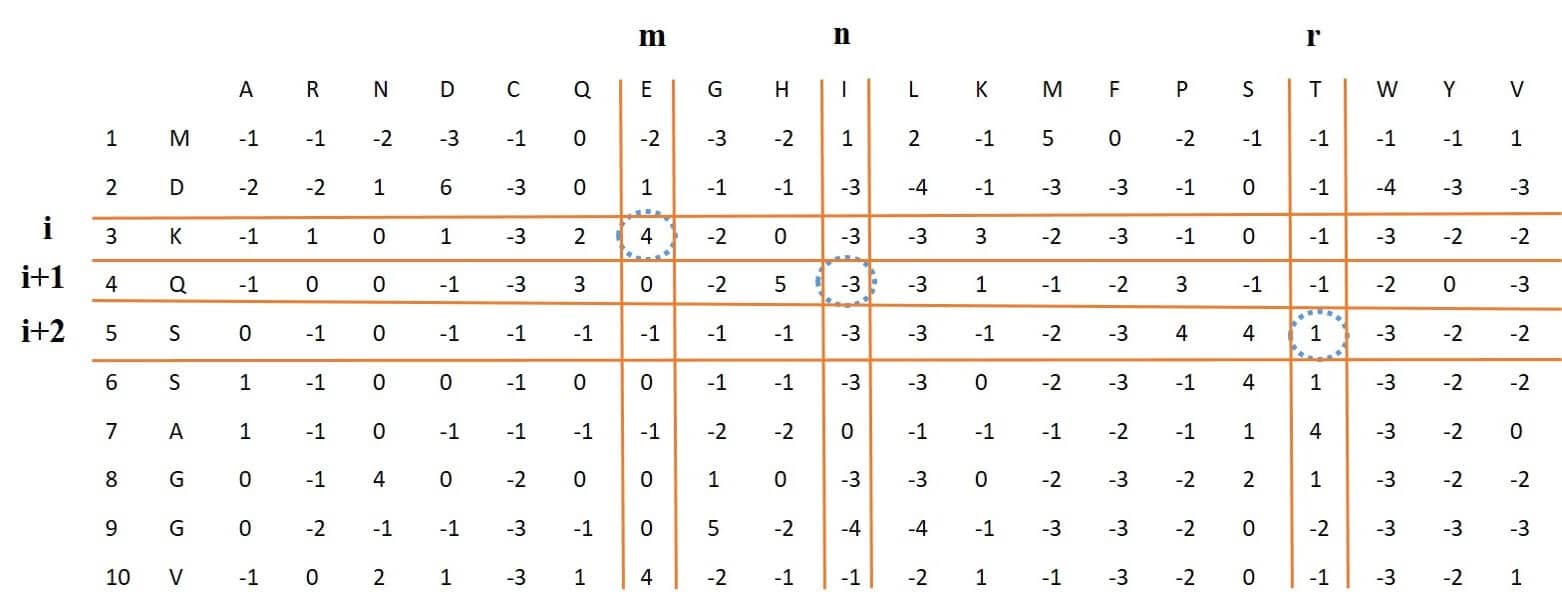 m n r
A R N D C Q E G H I L K M F P S T W Y V
1 M -1 -1 -2 -3 -1 0 -2 -3 -2 1 2 -1 5 0 -2 -1 -1 -1 -1 1
2 D -2 -2 1 6 -3 0 1 -1 -1 -3 -4 -1 -3 -3 -1 0 -1 -4 -3 -3
i 3 K -1 1 0 1 -3 2 4 -2 0 -3 -3 3 -2 -3 -1 0 -1 -3 -2 -2
i+1 4 Q -1 0 0 -1 -3 3 0 -2 5 -3 -3 1 -1 -2 3 -1 -1 -2 0 -3
i+2 5 S 0 -1 0 -1 -1 -1 -1 -1 -1 -3 -3 -1 -2 -3 4 4 1 -3 -2 -2
6 S 1 -1 0 0 -1 0 0 -1 -1 -3 -3 0 -2 -3 -1 4 1 -3 -2 -2
7 A 1 -1 0 -1 -1 -1 -1 -2 -2 0 -1 -1 -1 -2 -1 1 4 -3 -2 0
8 G 0 -1 4 0 -2 0 0 1 0 -3 -3 0 -2 -3 -2 2 1 -3 -2 -2
9 G 0 -2 -1 -1 -3 -1 0 5 -2 -4 -4 -1 -3 -3 -2 0 -2 -3 -3 -3
10 V -1 0 2 1 -3 1 4 -2 -1 -1 -2 1 -1 -3 -2 0 -1 -3 -2 1